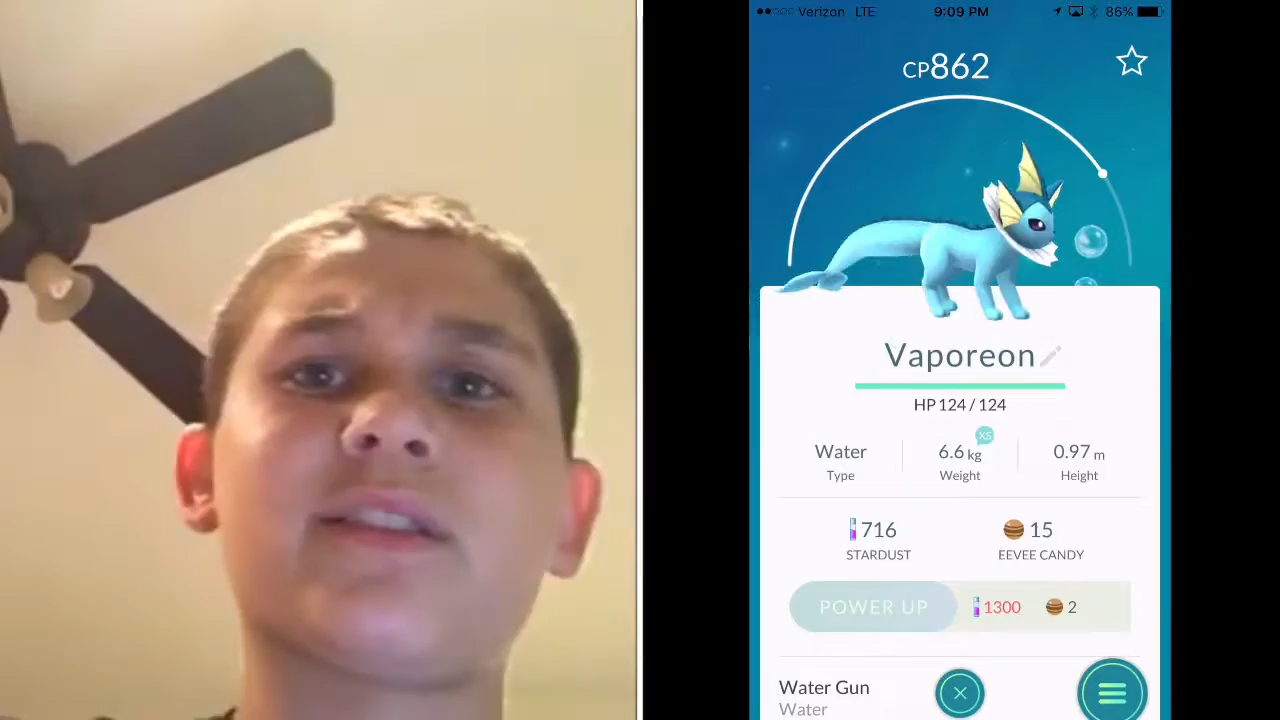 Verizon LTE 9:09 PM 86%
CP862
Vaporeon
HP 124 / 124
Water 6.6 kg XS 0.97 m
Type Weight Height
716 15
STARDUST EEVEE CANDY
POWER UP 1300 2
Water Gun
Water